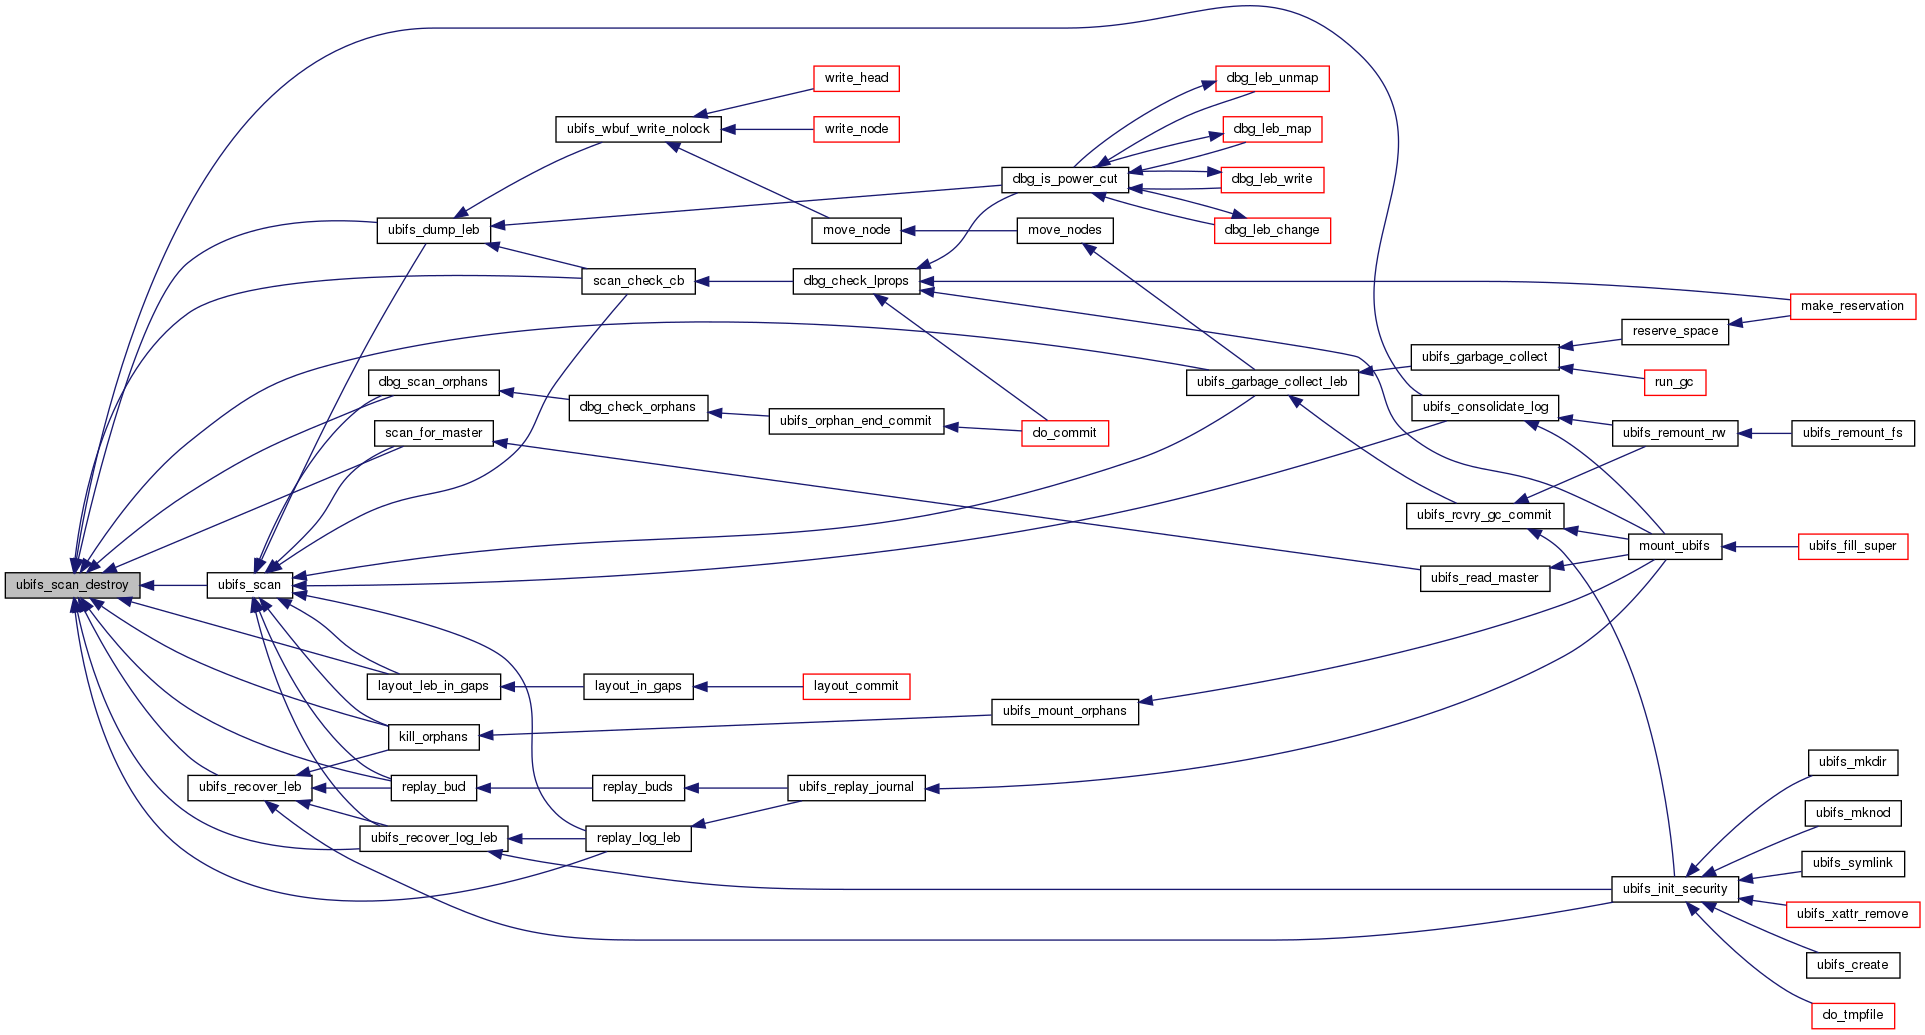 write_head
dbg_leb_unmap
ubifs_wbuf_write_nolock
write_node
dbg_leb_map
dbg_is_power_cut
dbg_leb_write
ubifs_dump_leb
move_node
move_nodes
dbg_leb_change
scan_check_cb
dbg_check_lprops
make_reservation
reserve_space
ubifs_garbage_collect
dbg_scan_orphans
ubifs_garbage_collect_leb
run_gc
dbg_check_orphans
ubifs_consolidate_log
ubifs_orphan_end_commit
scan_for_master
do_commit
ubifs_remount_rw
ubifs_remount_fs
ubifs_rcvry_gc_commit
mount_ubifs
ubifs_fill_super
ubifs_scan_destroy
ubifs_scan
ubifs_read_master
layout_leb_in_gaps
layout_in_gaps
layout_commit
ubifs_mount_orphans
kill_orphans
ubifs_mkdir
ubifs_recover_leb
replay_bud
replay_buds
ubifs_replay_journal
ubifs_mknod
ubifs_recover_log_leb
replay_log_leb
ubifs_symlink
ubifs_init_security
ubifs_xattr_remove
ubifs_create
do_tmpfile